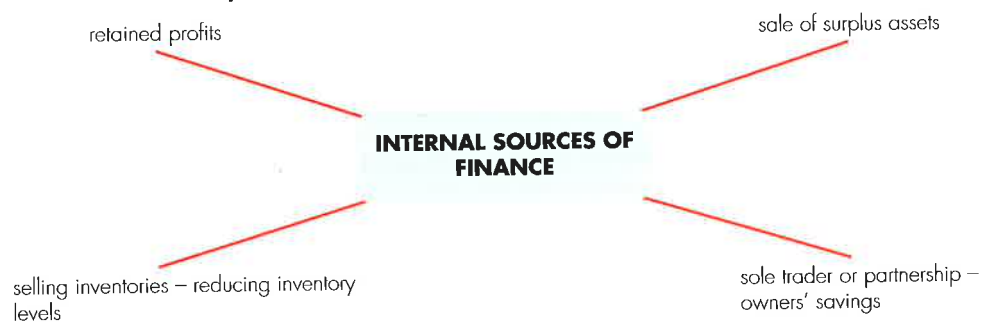 retained profits
sale of surplus assets
INTERNAL SOURCES OF
FINANCE
selling inventories – reducing inventory
levels
sole trader or partnership –
owners' savings